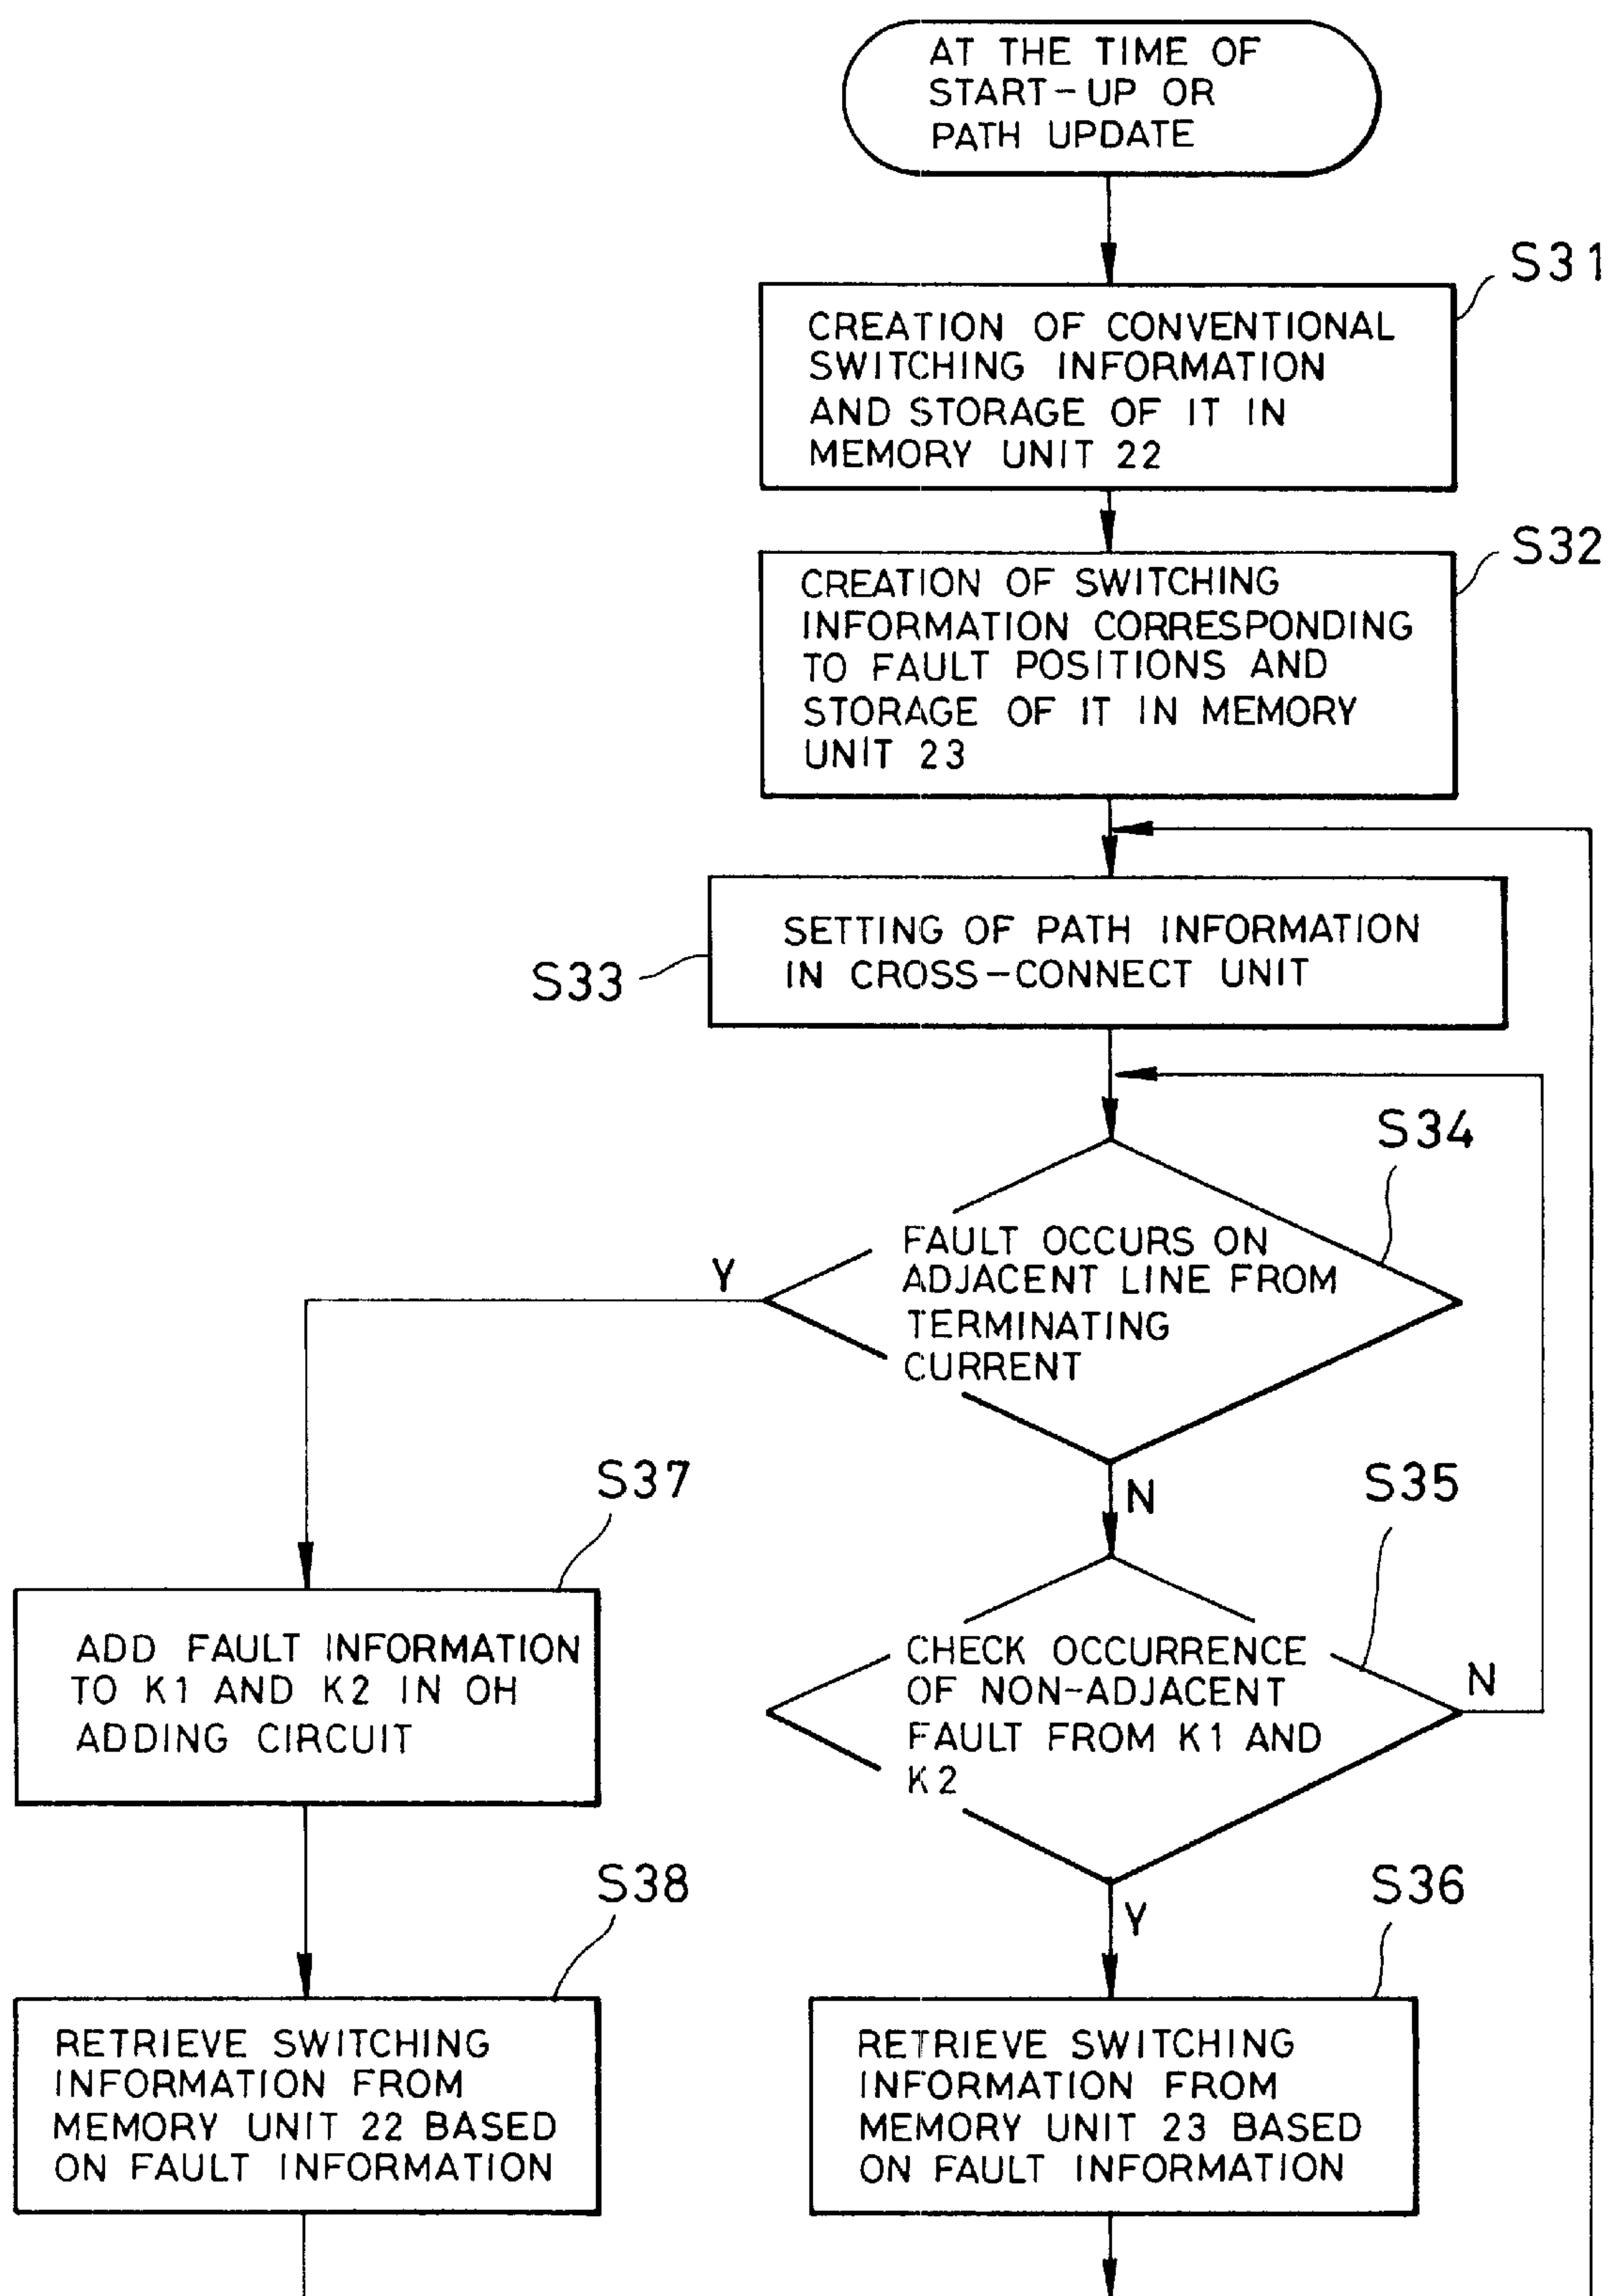 AT THE TIME OF
START-UP OR
PATH UPDATE
S31
CREATION OF CONVENTIONAL
SWITCHING INFORMATION
AND STORAGE OF IT IN
MEMORY UNIT 22
S32
CREATION OF SWITCHING
INFORMATION CORRESPONDING
TO FAULT POSITIONS AND
STORAGE OF IT IN MEMORY
UNIT 23
SETTING OF PATH INFORMATION
IN CROSS-CONNECT UNIT
S33
S34
FAULT OCCURS ON
ADJACENT LINE FROM
TERMINATING
CURRENT
Y
N
S37
S35
ADD FAULT INFORMATION
TO K1 AND K2 IN OH
ADDING CIRCUIT
CHECK OCCURRENCE
OF NON-ADJACENT
FAULT FROM K1 AND
K2
N
Y
S38
S36
RETRIEVE SWITCHING
INFORMATION FROM
MEMORY UNIT 22 BASED
ON FAULT INFORMATION
RETRIEVE SWITCHING
INFORMATION FROM
MEMORY UNIT 23 BASED
ON FAULT INFORMATION